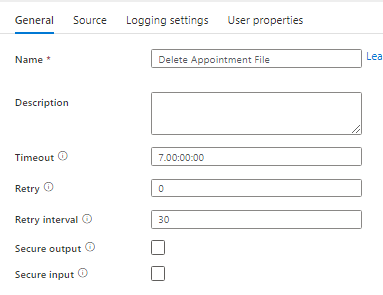 General Source Logging settings User properties
Name * Delete Appointment File Lea
Description
Timeout 7.00:00:00
Retry 0
Retry interval 30
Secure output
Secure input